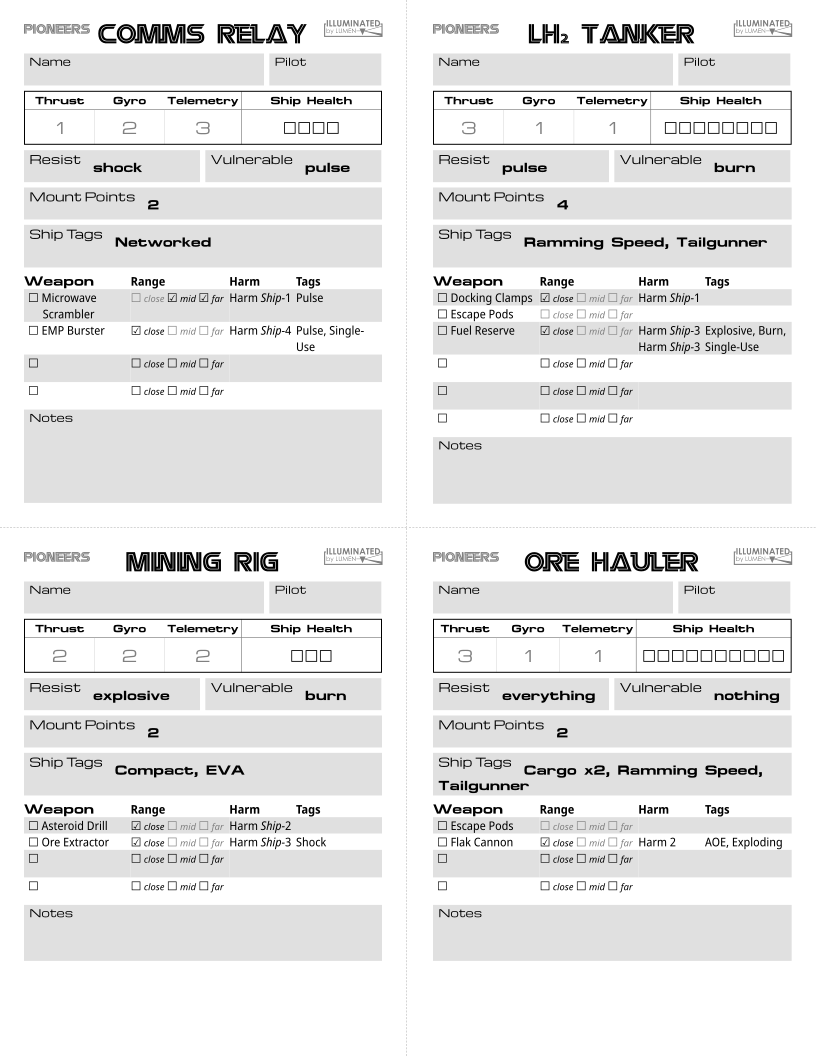 PIONEERS COMMS RELAY ILLUMINATED by LUMEN
Name Pilot
Thrust Gyro Telemetry Ship Health
1 2 3 ☐☐☐☐
Resist shock Vulnerable pulse
Mount Points 2
Ship Tags Networked
Weapon Range Harm Tags
☐ Microwave ☐ close ☑ mid ☑ far Harm Ship-1 Pulse
Scrambler
☐ EMP Burster ☑ close ☐ mid ☐ far Harm Ship-4 Pulse, Single-
Use
☐ ☐ close ☐ mid ☐ far
☐ ☐ close ☐ mid ☐ far
Notes
PIONEERS LH₂ TANKER ILLUMINATED by LUMEN
Name Pilot
Thrust Gyro Telemetry Ship Health
3 1 1 ☐☐☐☐☐☐☐☐
Resist pulse Vulnerable burn
Mount Points 4
Ship Tags Ramming Speed, Tailgunner
Weapon Range Harm Tags
☐ Docking Clamps ☑ close ☐ mid ☐ far Harm Ship-1
☐ Escape Pods ☐ close ☐ mid ☐ far
☐ Fuel Reserve ☑ close ☐ mid ☐ far Harm Ship-3 Explosive, Burn,
Harm Ship-3 Single-Use
☐ ☐ close ☐ mid ☐ far
☐ ☐ close ☐ mid ☐ far
☐ ☐ close ☐ mid ☐ far
Notes
PIONEERS MINING RIG ILLUMINATED by LUMEN
Name Pilot
Thrust Gyro Telemetry Ship Health
2 2 2 ☐☐☐
Resist explosive Vulnerable burn
Mount Points 2
Ship Tags Compact, EVA
Weapon Range Harm Tags
☐ Asteroid Drill ☑ close ☐ mid ☐ far Harm Ship-2
☐ Ore Extractor ☑ close ☐ mid ☐ far Harm Ship-3 Shock
☐ ☐ close ☐ mid ☐ far
☐ ☐ close ☐ mid ☐ far
Notes
PIONEERS ORE HAULER ILLUMINATED by LUMEN
Name Pilot
Thrust Gyro Telemetry Ship Health
3 1 1 ☐☐☐☐☐☐☐☐☐☐
Resist everything Vulnerable nothing
Mount Points 2
Ship Tags Cargo x2, Ramming Speed,
Tailgunner
Weapon Range Harm Tags
☐ Escape Pods ☐ close ☐ mid ☐ far
☐ Flak Cannon ☑ close ☐ mid ☐ far Harm 2 AOE, Exploding
☐ ☐ close ☐ mid ☐ far
☐ ☐ close ☐ mid ☐ far
Notes